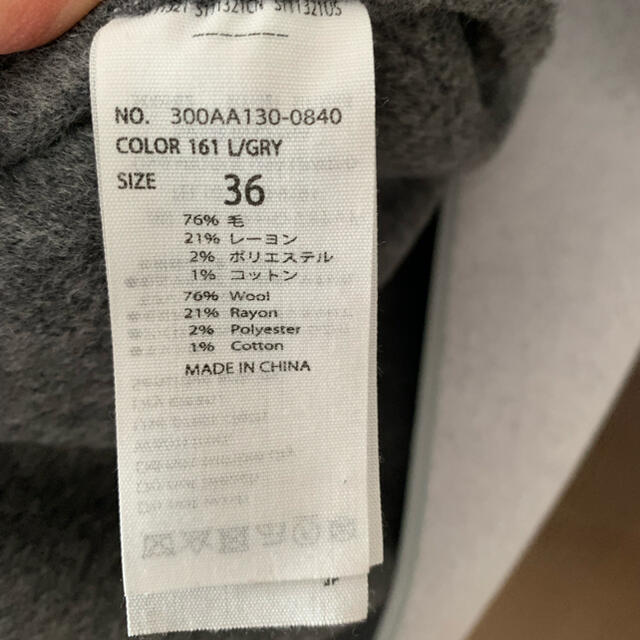 ST11321CN ST11321US
NO. 300AA130-0840
COLOR 161 L/GRY
SIZE 36
76% 毛
21% レーヨン
2% ポリエステル
1% コットン
76% Wool
21% Rayon
2% Polyester
1% Cotton
MADE IN CHINA